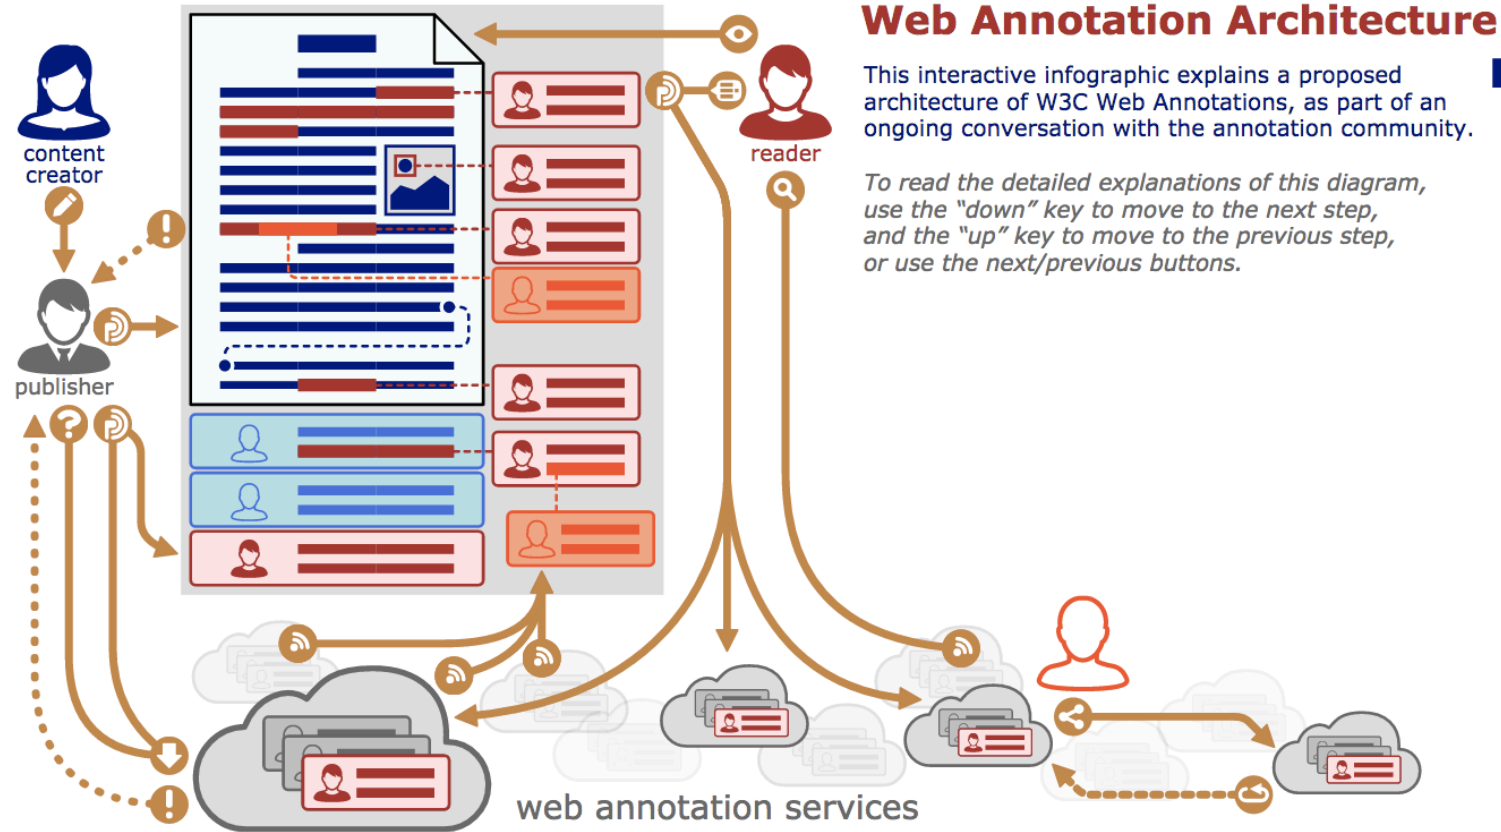 Web Annotation Architecture
This interactive infographic explains a proposed
architecture of W3C Web Annotations, as part of an
ongoing conversation with the annotation community.
To read the detailed explanations of this diagram,
use the “down” key to move to the next step,
and the “up” key to move to the previous step,
or use the next/previous buttons.
content
creator
reader
publisher
web annotation services